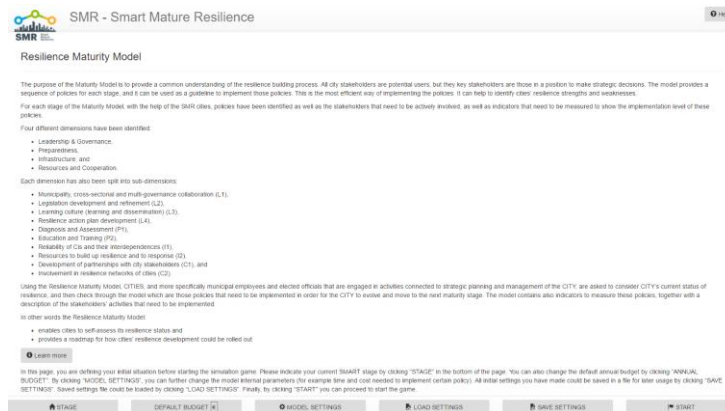 SMR - Smart Mature Resilience
SMR
Resilience Maturity Model
The purpose of the Maturity Model is to provide a common understanding of the resilience building process. All city stakeholders are potential users, but they key stakeholders are those in a position to make strategic decisions. The model provides a
sequence of policies for each stage, and it can be used as a guideline to implement those policies. This is the most efficient way of implementing the policies. It can help to identify cities' resilience strengths and weaknesses.
For each stage of the Maturity Model, with the help of the SMR cities, policies have been identified as well as the stakeholders that need to be actively involved, as well as indicators that need to be measured to show the implementation level of these
policies.
Four different dimensions have been identified:
• Leadership & Governance,
• Preparedness,
• Infrastructure, and
• Resources and Cooperation.
Each dimension has also been split into sub-dimensions:
• Municipality, cross-sectorial and multi-governance collaboration (L1),
• Legislation development and refinement (L2),
• Learning culture (learning and dissemination) (L3),
• Resilience action plan development (L4),
• Diagnosis and Assessment (P1),
• Education and Training (P2),
• Reliability of CIs and their interdependences (I1),
• Resources to build up resilience and to response (I2),
• Development of partnerships with city stakeholders (C1), and
• Involvement in resilience networks of cities (C2).
Using the Resilience Maturity Model, CITIES, and more specifically municipal employees and elected officials that are engaged in activities connected to strategic planning and management of the CITY, are asked to consider CITY's current status of
resilience, and then check through the model which are those policies that need to be implemented in order for the CITY to evolve and move to the next maturity stage. The model contains also indicators to measure these policies, together with a
description of the stakeholders' activities that need to be implemented.
In other words the Resilience Maturity Model
• enables cities to self-assess its resilience status and
• provides a roadmap for how cities' resilience development could be rolled out
Learn more
In this page, you are defining your initial situation before starting the simulation game. Please indicate your current SMART stage by clicking "STAGE" in the bottom of the page. You can also change the default annual budget by clicking "ANNUAL
BUDGET". By clicking "MODEL SETTINGS", you can further change the model internal parameters (for example time and cost needed to implement certain policy). All initial settings you have made could be saved in a file for later usage by clicking "SAVE
SETTINGS". Saved settings file could be loaded by clicking "LOAD SETTINGS". Finally, by clicking "START" you can proceed to start the game.
STAGE DEFAULT BUDGET MODEL SETTINGS LOAD SETTINGS SAVE SETTINGS START